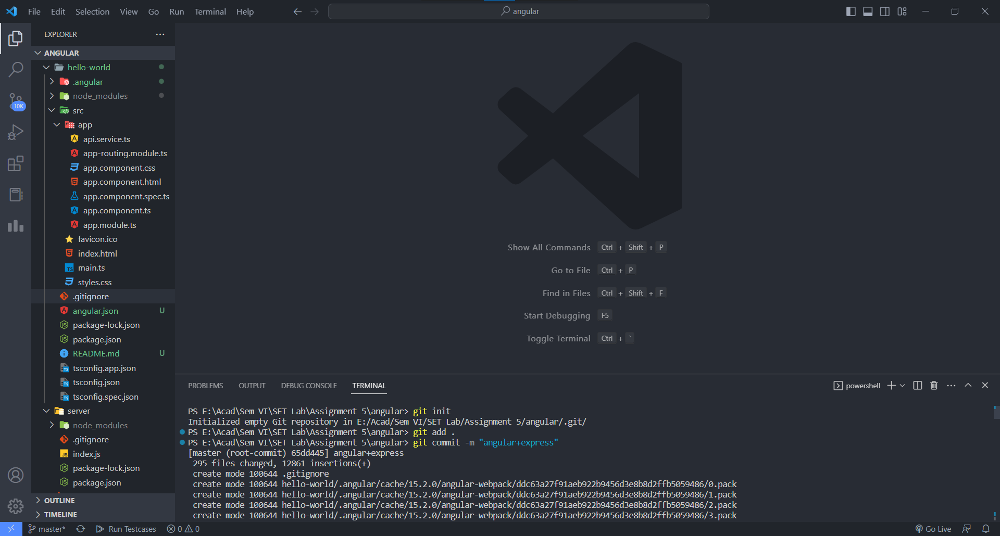 File Edit Selection View Go Run Terminal Help
angular
EXPLORER
ANGULAR
hello-world
.angular
node_modules
src
app
api.service.ts
app-routing.module.ts
app.component.css
app.component.html
app.component.spec.ts
app.component.ts
app.module.ts
favicon.ico
index.html
main.ts
styles.css
.gitignore
angular.json U
package-lock.json
package.json
README.md U
tsconfig.app.json
tsconfig.json
tsconfig.spec.json
server
node_modules
.gitignore
index.js
package-lock.json
package.json
OUTLINE
TIMELINE
10K
Show All Commands Ctrl + Shift + P
Go to File Ctrl + P
Find in Files Ctrl + Shift + F
Start Debugging F5
Toggle Terminal Ctrl + `
PROBLEMS OUTPUT DEBUG CONSOLE TERMINAL
powershell
PS E:\Acad\Sem VI\SET Lab\Assignment 5\angular> git init
Initialized empty Git repository in E:/Acad/Sem VI/SET Lab/Assignment 5/angular/.git/
PS E:\Acad\Sem VI\SET Lab\Assignment 5\angular> git add .
PS E:\Acad\Sem VI\SET Lab\Assignment 5\angular> git commit -m "angular+express"
[master (root-commit) 65dd445] angular+express
295 files changed, 12861 insertions(+)
create mode 100644 .gitignore
create mode 100644 hello-world/.angular/cache/15.2.0/angular-webpack/ddc63a27f91aeb922b9456d3e8b8d2ffb5059486/0.pack
create mode 100644 hello-world/.angular/cache/15.2.0/angular-webpack/ddc63a27f91aeb922b9456d3e8b8d2ffb5059486/1.pack
create mode 100644 hello-world/.angular/cache/15.2.0/angular-webpack/ddc63a27f91aeb922b9456d3e8b8d2ffb5059486/2.pack
create mode 100644 hello-world/.angular/cache/15.2.0/angular-webpack/ddc63a27f91aeb922b9456d3e8b8d2ffb5059486/3.pack
master* Run Testcases 0 0 Go Live